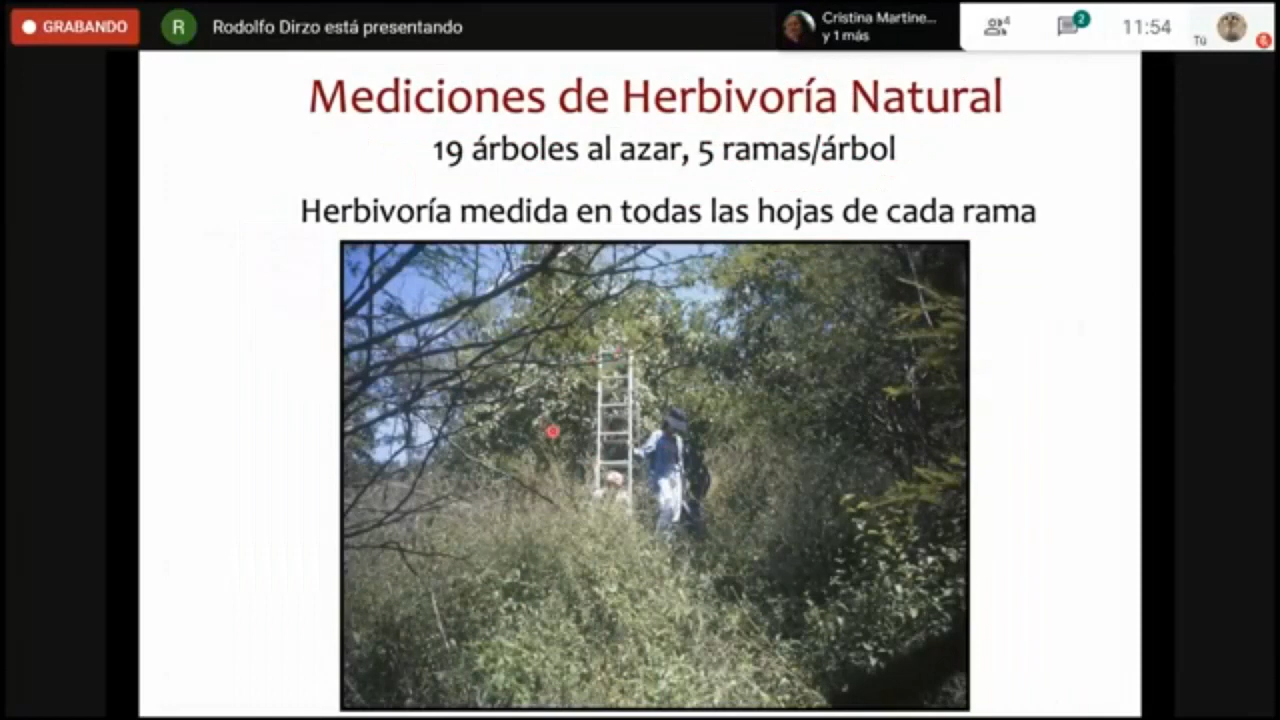 GRABANDO
R
Rodolfo Dirzo está presentando
Cristina Martine...
y 1 más
4
2
11:54
Tú
Mediciones de Herbivoría Natural
19 árboles al azar, 5 ramas/árbol
Herbivoría medida en todas las hojas de cada rama